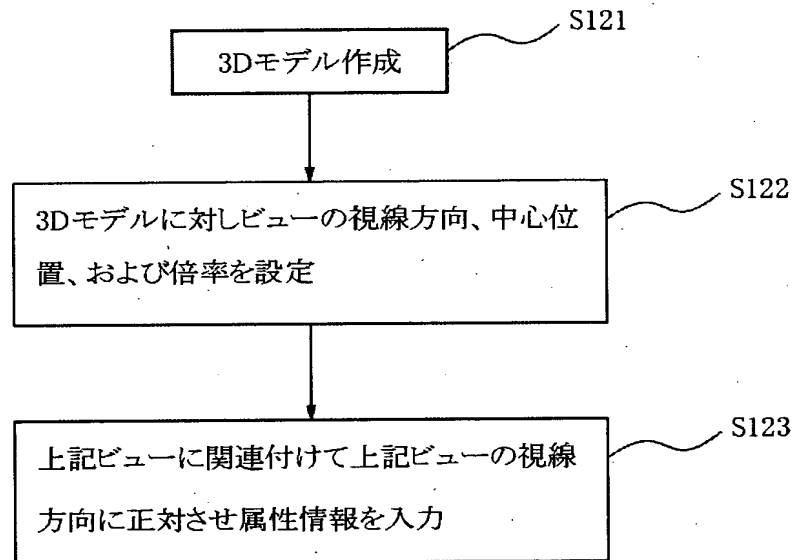 S121
3Dモデル作成
S122
3Dモデルに対しビューの視線方向、中心位
置、および倍率を設定
S123
上記ビューに関連付けて上記ビューの視線
方向に正対させ属性情報を入力